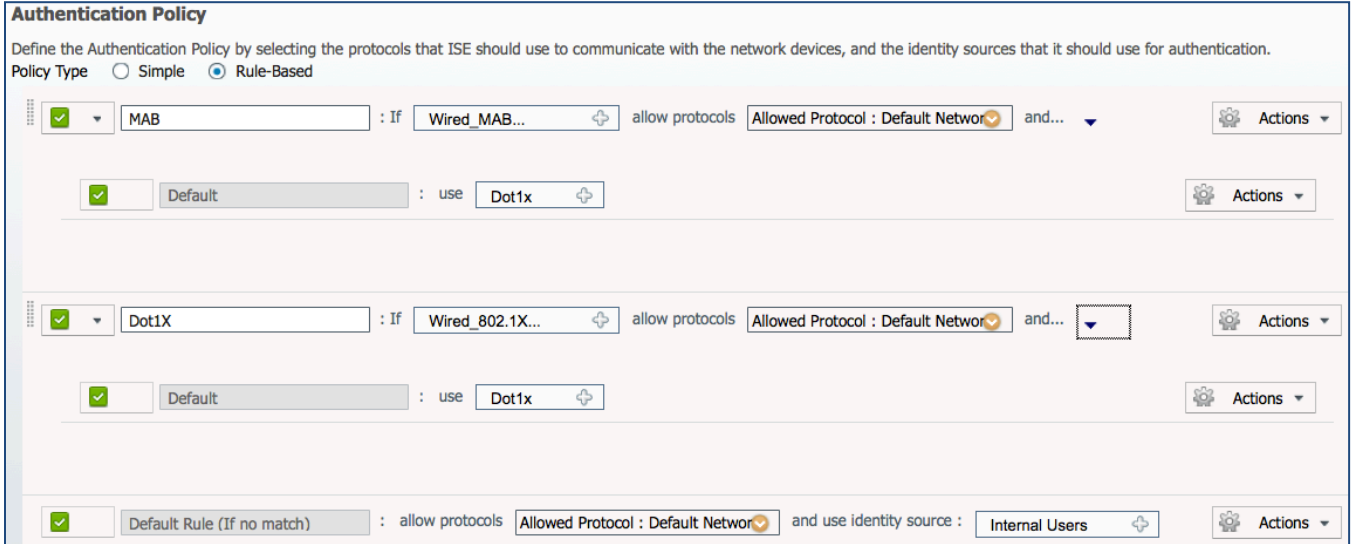 Authentication Policy
Define the Authentication Policy by selecting the protocols that ISE should use to communicate with the network devices, and the identity sources that it should use for authentication.
Policy Type Simple Rule-Based
MAB : If Wired_MAB... allow protocols Allowed Protocol : Default Networ and... Actions
Default : use Dot1x Actions
Dot1X : If Wired_802.1X... allow protocols Allowed Protocol : Default Networ and... Actions
Default : use Dot1x Actions
Default Rule (If no match) : allow protocols Allowed Protocol : Default Networ and use identity source : Internal Users Actions